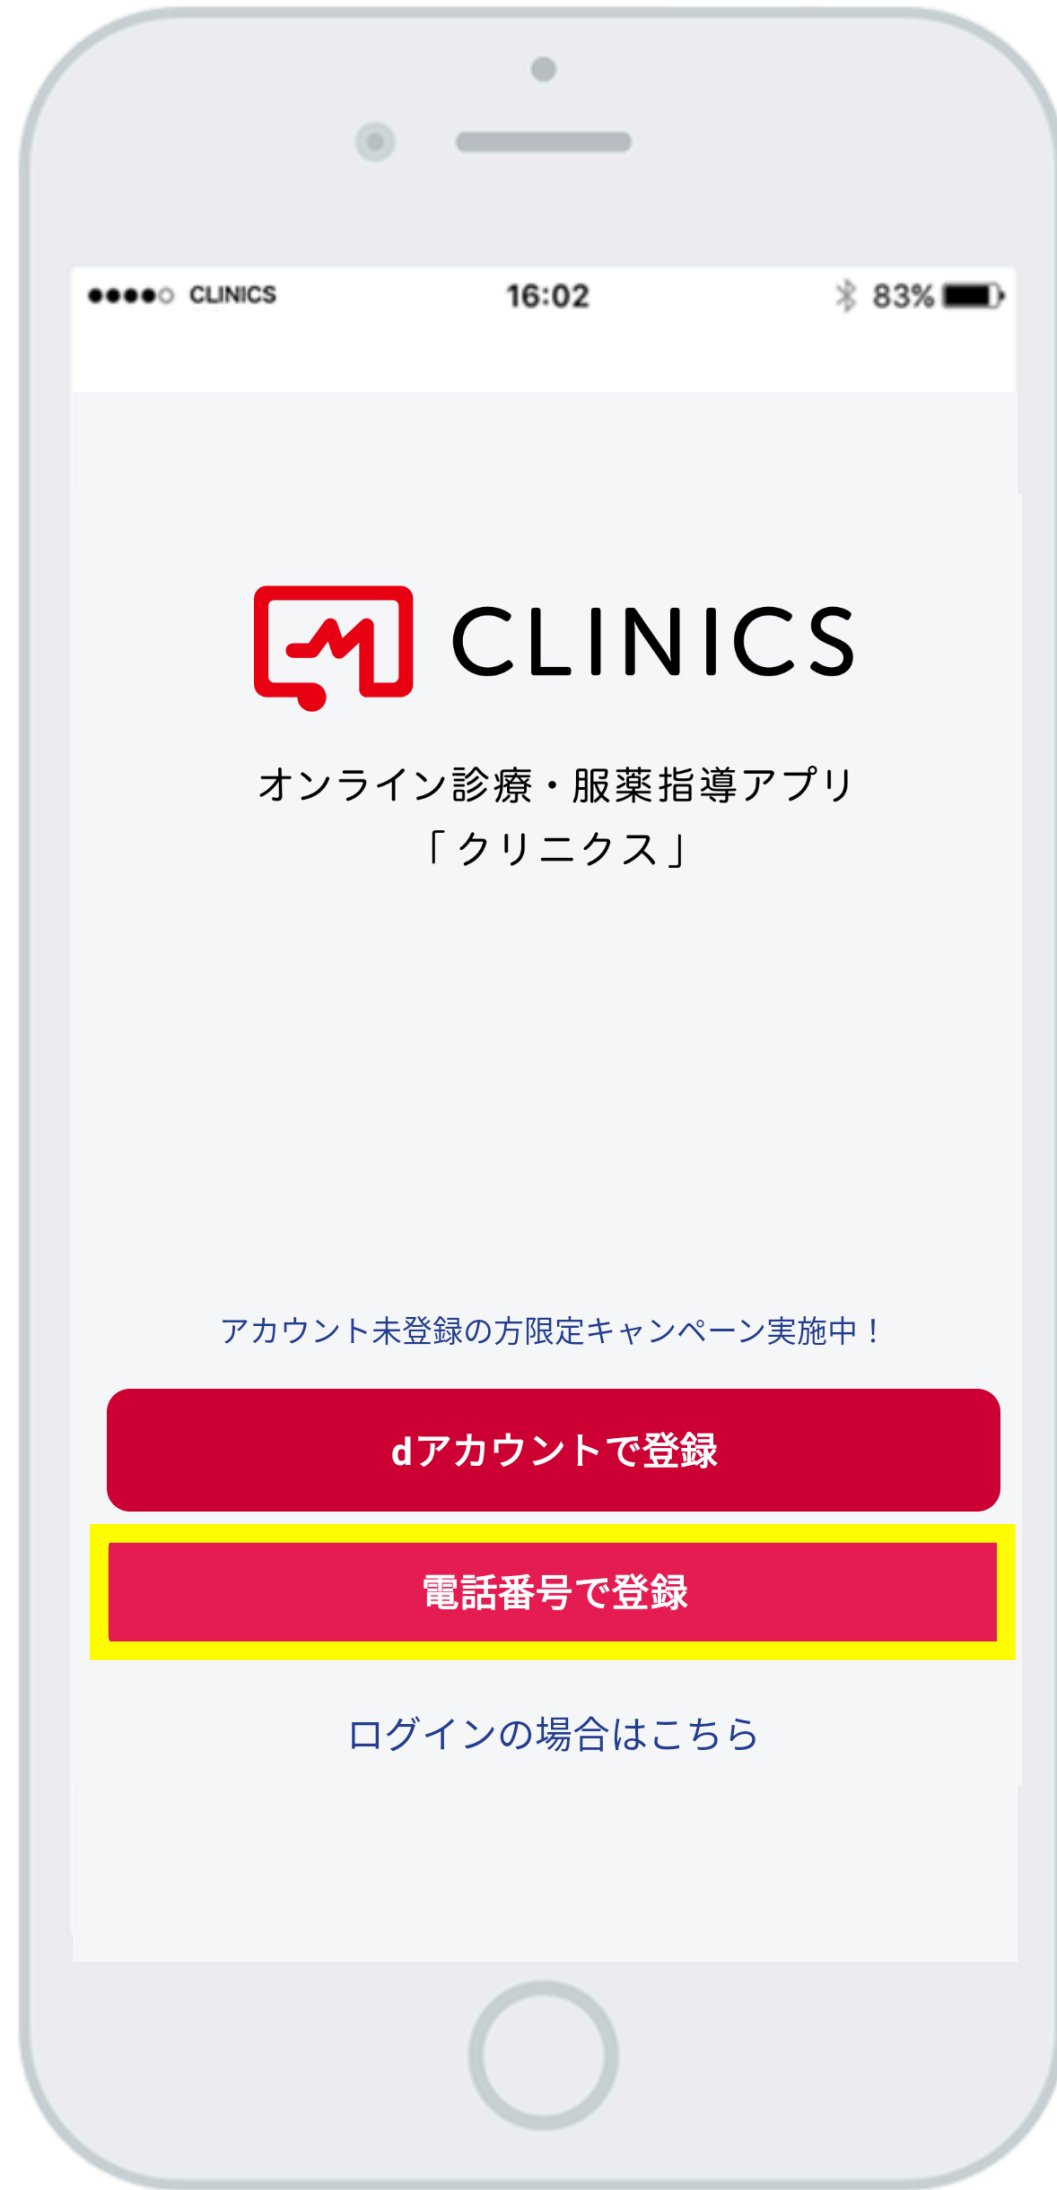 CLINICS 16:02 83%
CLINICS
オンライン診療・服薬指導アプリ
「クリニクス」
アカウント未登録の方限定キャンペーン実施中！
dアカウントで登録
電話番号で登録
ログインの場合はこちら